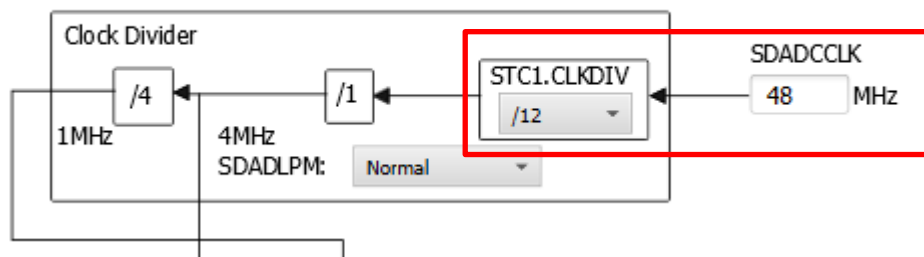 Clock Divider
SDADCCLK
STC1.CLKDIV
/4
/1
/12
48
MHz
1MHz
4MHz
SDADLPM:
Normal